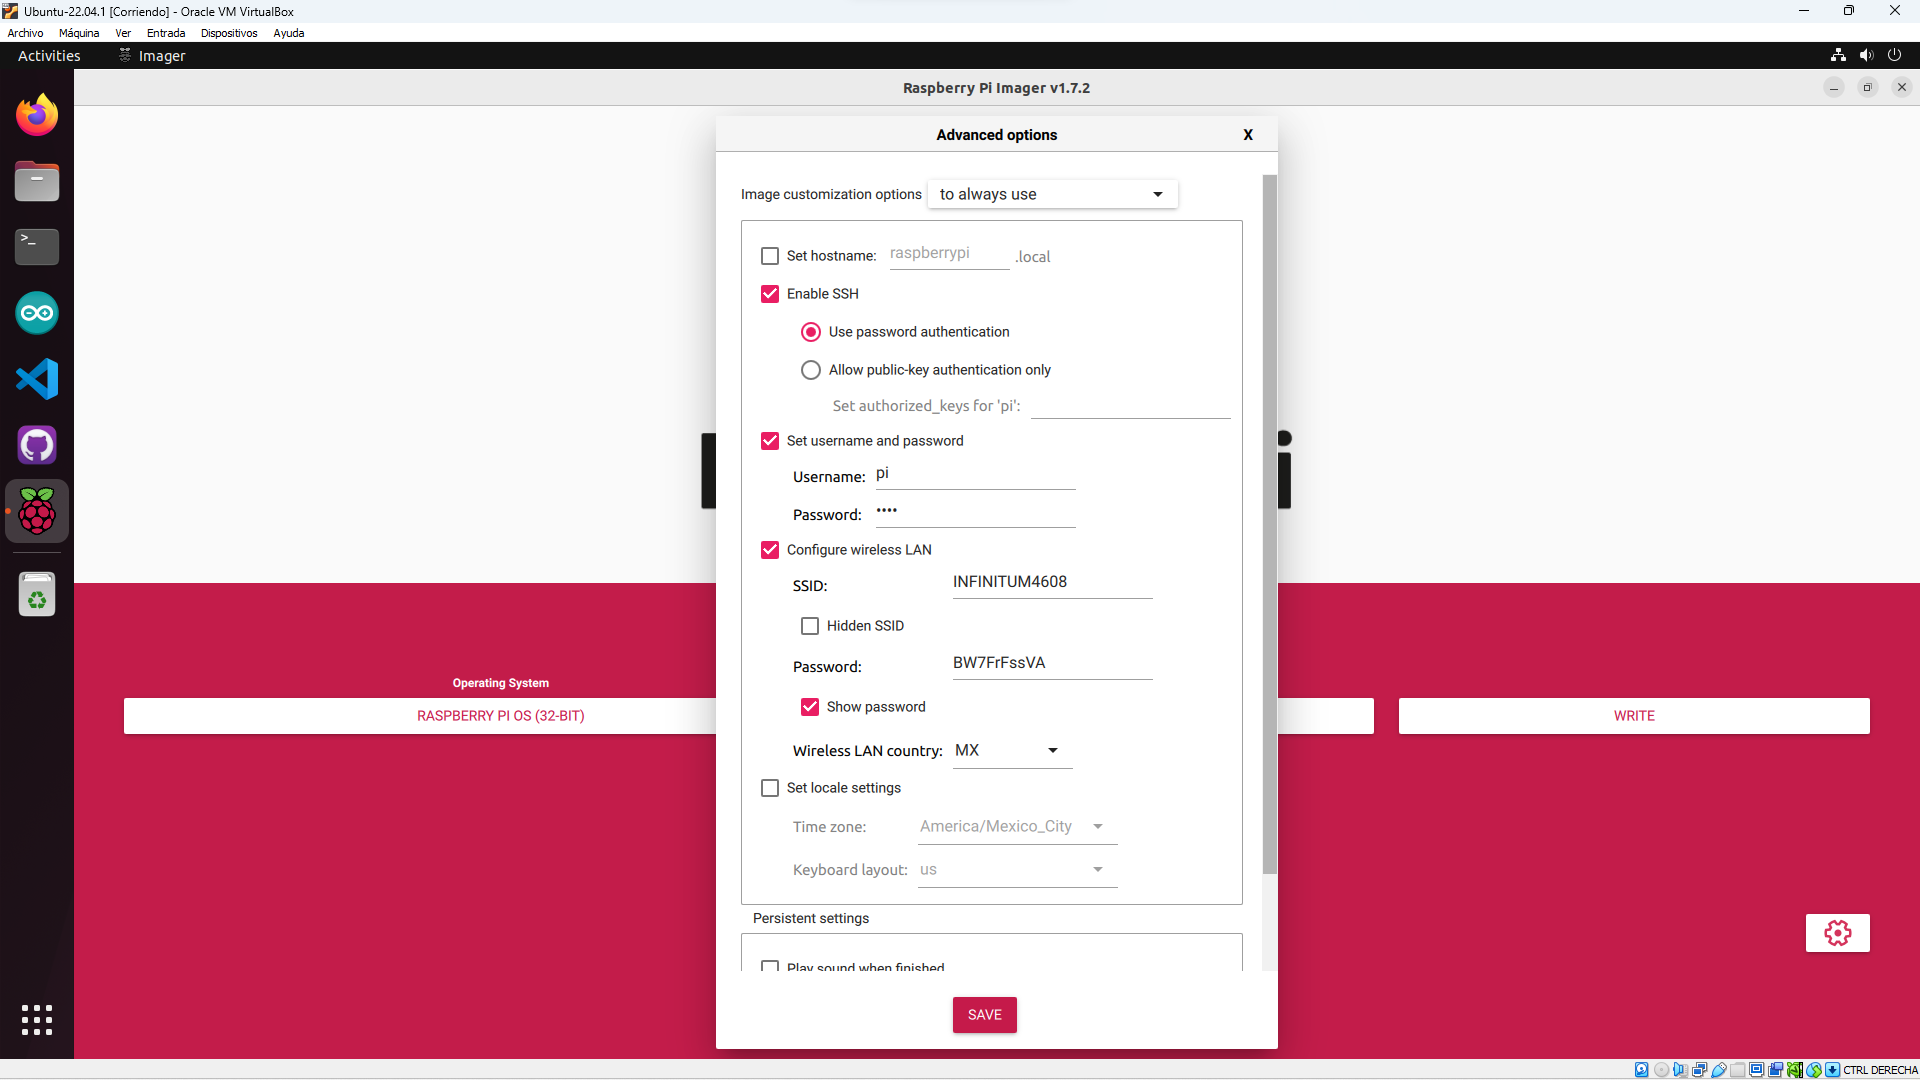 Ubuntu-22.04.1 [Corriendo] - Oracle VM VirtualBox
Archivo Máquina Ver Entrada Dispositivos Ayuda
Activities Imager
Raspberry Pi Imager v1.7.2
Advanced options X
Image customization options to always use
Set hostname: raspberrypi .local
Enable SSH
Use password authentication
Allow public-key authentication only
Set authorized_keys for 'pi':
Set username and password
Username: pi
Password: ••••
Configure wireless LAN
SSID: INFINITUM4608
Hidden SSID
Password: BW7FrFssVA
Show password
Wireless LAN country: MX
Set locale settings
Time zone: America/Mexico_City
Keyboard layout: us
Persistent settings
Play sound when finished
SAVE
Operating System
RASPBERRY PI OS (32-BIT)
WRITE
CTRL DERECHA